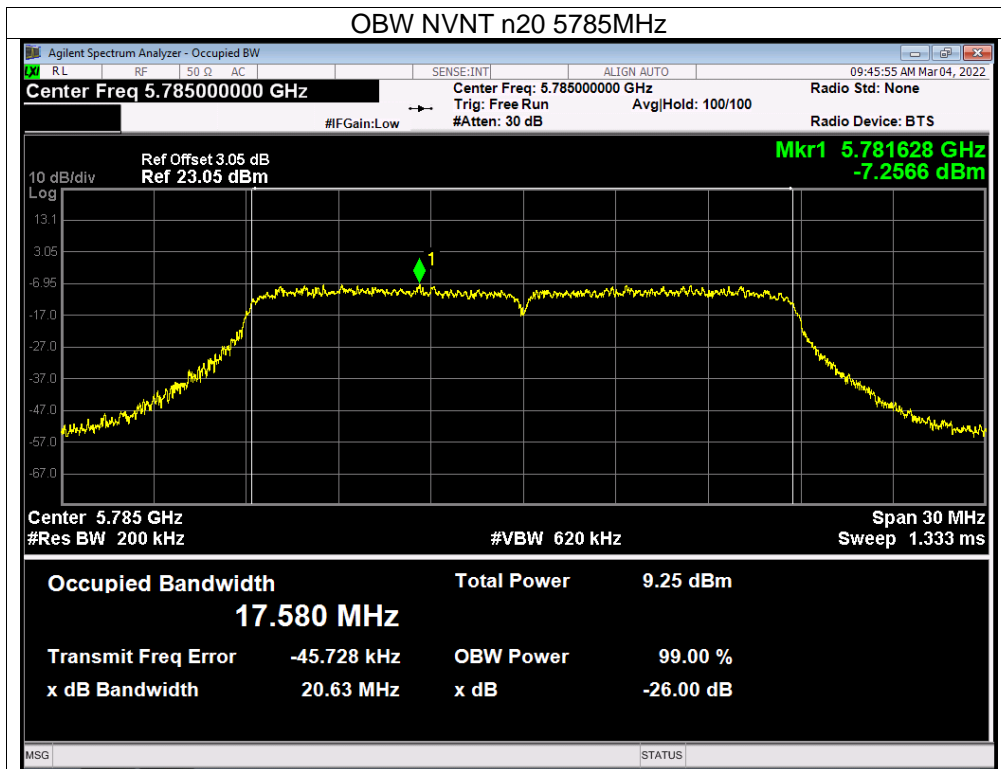 OBW NVNT n20 5785MHz
Agilent Spectrum Analyzer - Occupied BW
LXI RL RF 50 Ω AC SENSE:INT ALIGN AUTO 09:45:55 AM Mar 04, 2022
Center Freq 5.785000000 GHz Center Freq: 5.785000000 GHz Radio Std: None
Trig: Free Run Avg|Hold: 100/100
#IFGain:Low #Atten: 30 dB Radio Device: BTS
Mkr1 5.781628 GHz
-7.2566 dBm
Ref Offset 3.05 dB
10 dB/div Ref 23.05 dBm
Log
13.1
3.05
1
-6.95
-17.0
-27.0
-37.0
-47.0
-57.0
-67.0
Center 5.785 GHz Span 30 MHz
#Res BW 200 kHz #VBW 620 kHz Sweep 1.333 ms
Occupied Bandwidth Total Power 9.25 dBm
17.580 MHz
Transmit Freq Error -45.728 kHz OBW Power 99.00 %
x dB Bandwidth 20.63 MHz x dB -26.00 dB
MSG STATUS